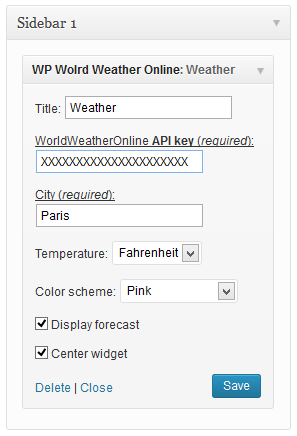 Sidebar 1
WP Wolrd Weather Online: Weather
Title: Weather
WorldWeatherOnline API key (required):
XXXXXXXXXXXXXXXXXXXXX
City (required):
Paris
Temperature: Fahrenheit
Color scheme: Pink
Display forecast
Center widget
Delete | Close Save